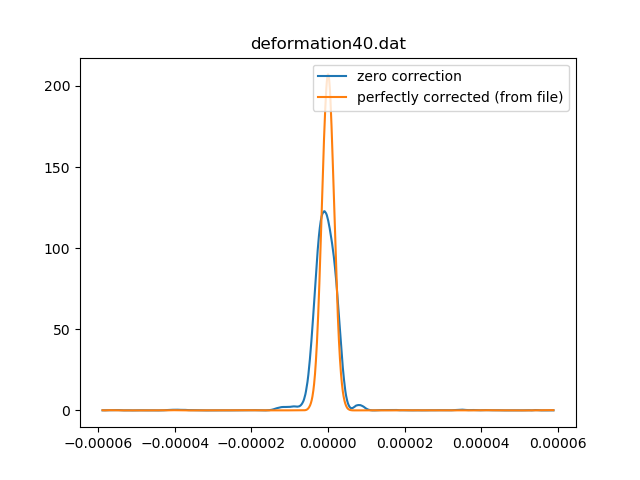 deformation40.dat
zero correction
perfectly corrected (from file)
200
150
100
50
0
−0.00006 −0.00004 −0.00002 0.00000 0.00002 0.00004 0.00006